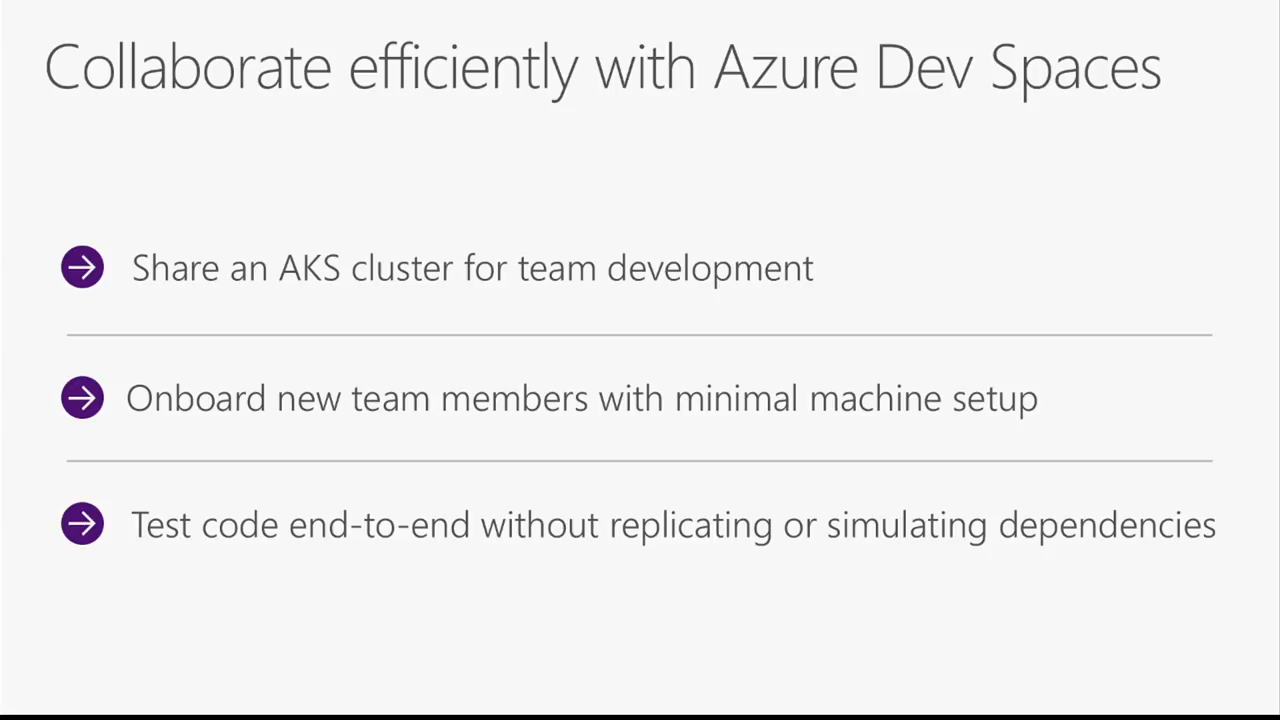 Collaborate efficiently with Azure Dev Spaces
Share an AKS cluster for team development
Onboard new team members with minimal machine setup
Test code end-to-end without replicating or simulating dependencies